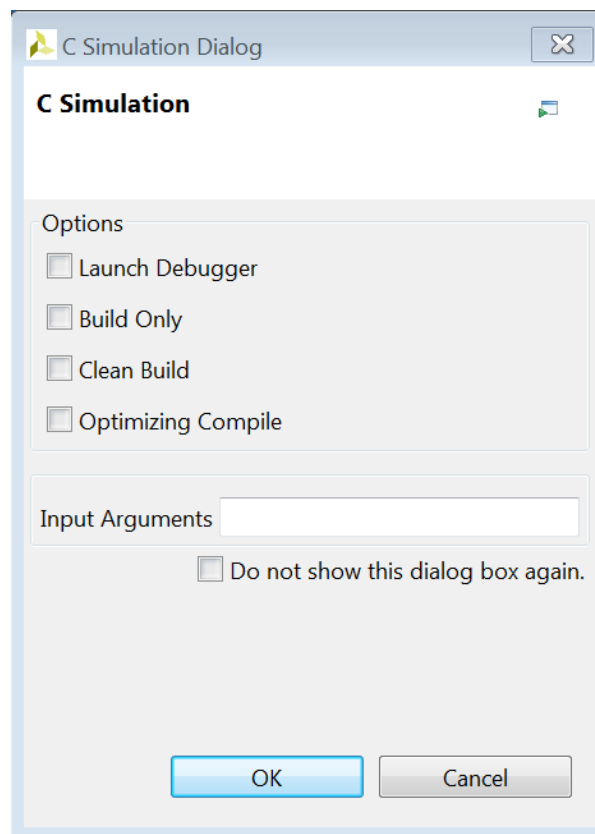 C Simulation Dialog
C Simulation
Options
Launch Debugger
Build Only
Clean Build
Optimizing Compile
Input Arguments
Do not show this dialog box again.
OK
Cancel